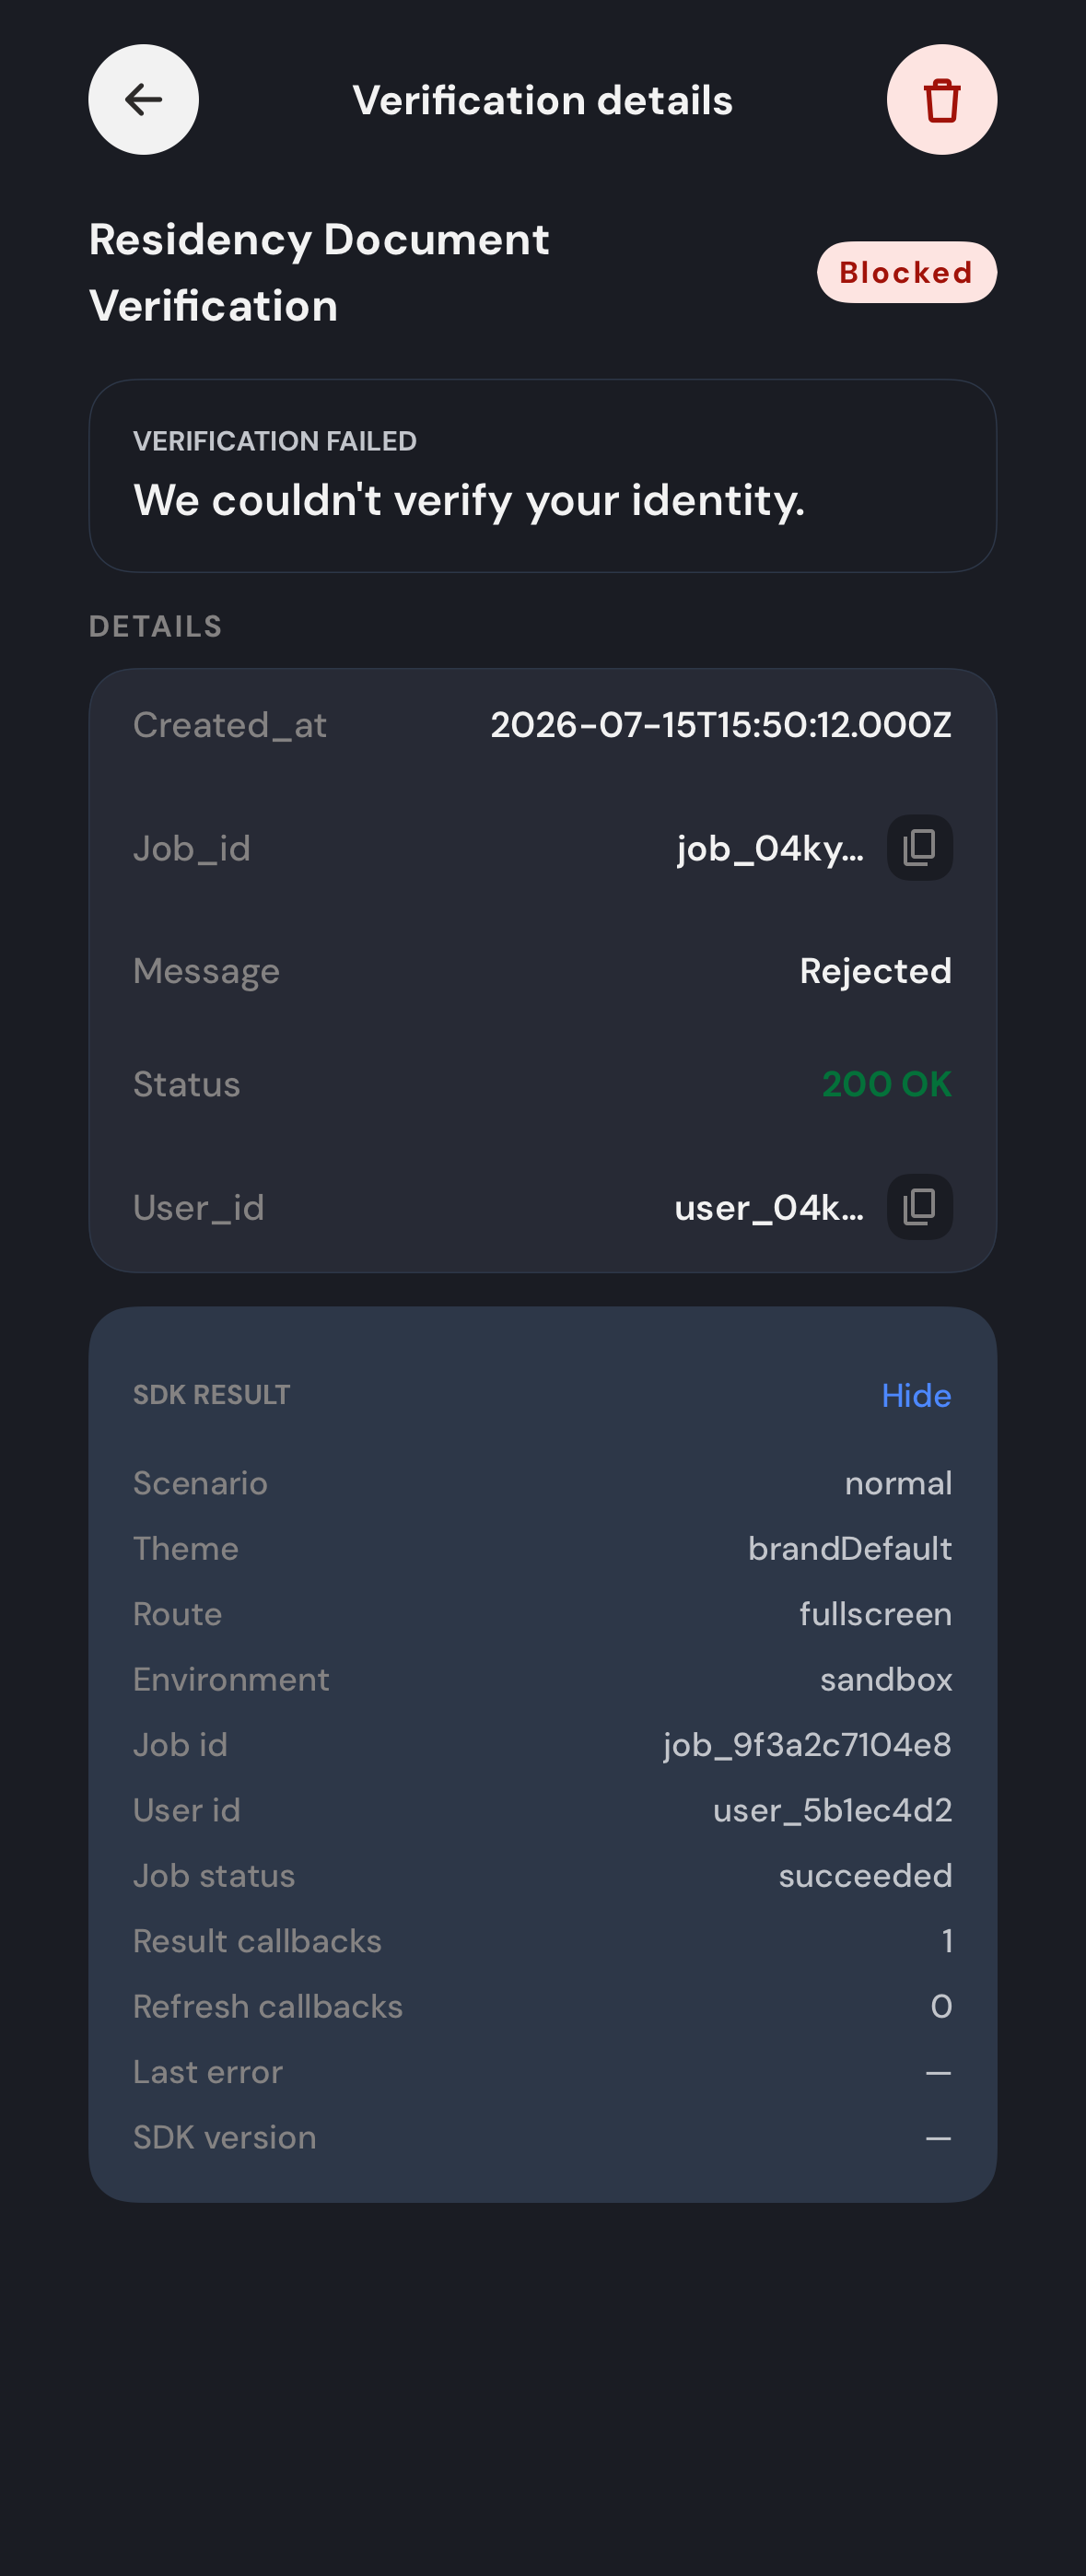 Verification details
Residency Document
Verification
Blocked
VERIFICATION FAILED
We couldn't verify your identity.
DETAILS
Created_at 2026-07-15T15:50:12.000Z
Job_id job_04ky...
Message Rejected
Status 200 OK
User_id user_04k...
SDK RESULT Hide
Scenario normal
Theme brandDefault
Route fullscreen
Environment sandbox
Job id job_9f3a2c7104e8
User id user_5b1ec4d2
Job status succeeded
Result callbacks 1
Refresh callbacks 0
Last error —
SDK version —